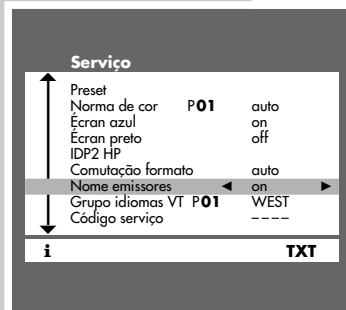 Serviço
Preset
Norma de cor P01 auto
Écran azul on
Écran preto off
IDP2 HP
Comutação formato auto
Nome emissores ◄ on ►
Grupo idiomas VT P01 WEST
Código serviço ––––
i TXT